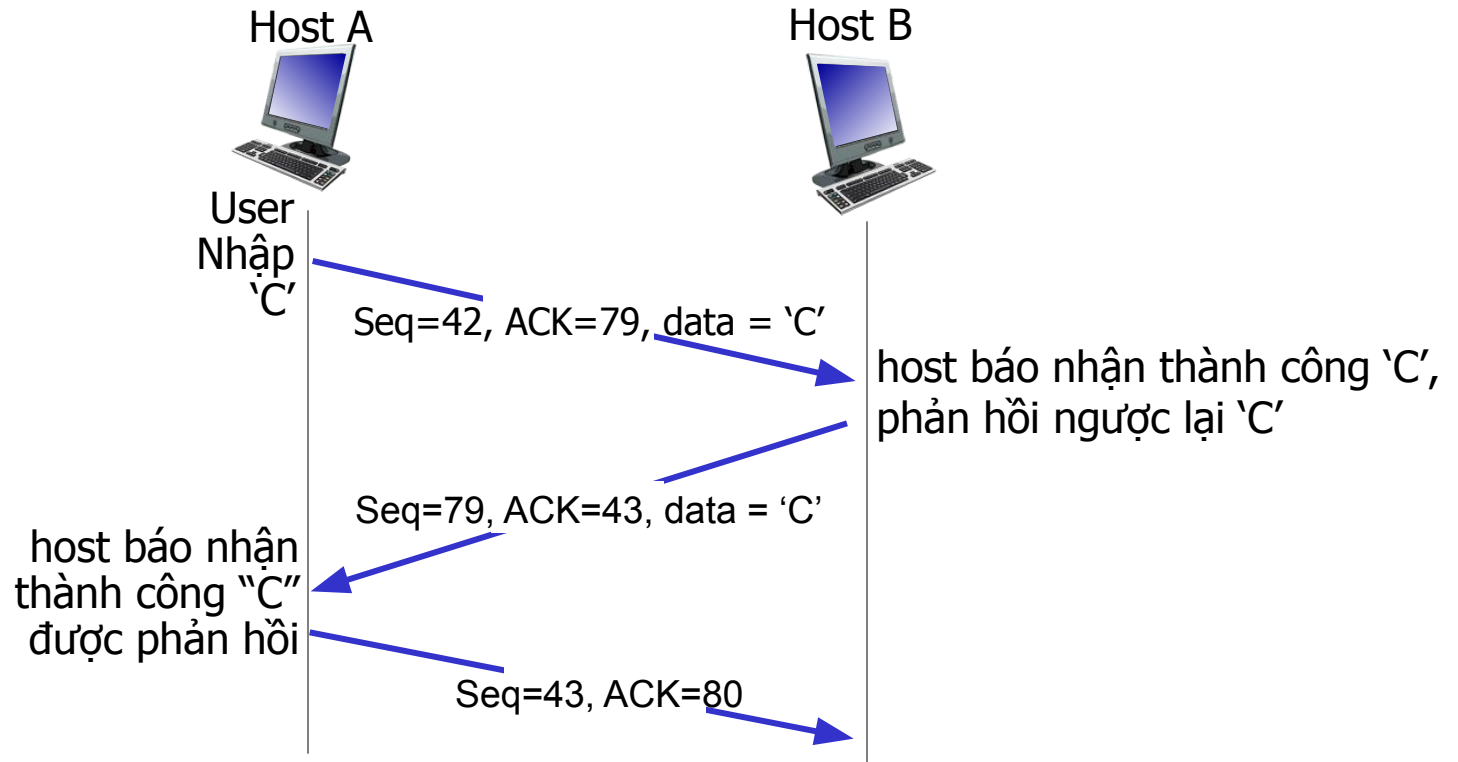 Host A
Host B
User
Nhập
‘C’
Seq=42, ACK=79, data = ‘C’
host báo nhận thành công ‘C’,
phản hồi ngược lại ‘C’
Seq=79, ACK=43, data = ‘C’
host báo nhận
thành công “C”
được phản hồi
Seq=43, ACK=80